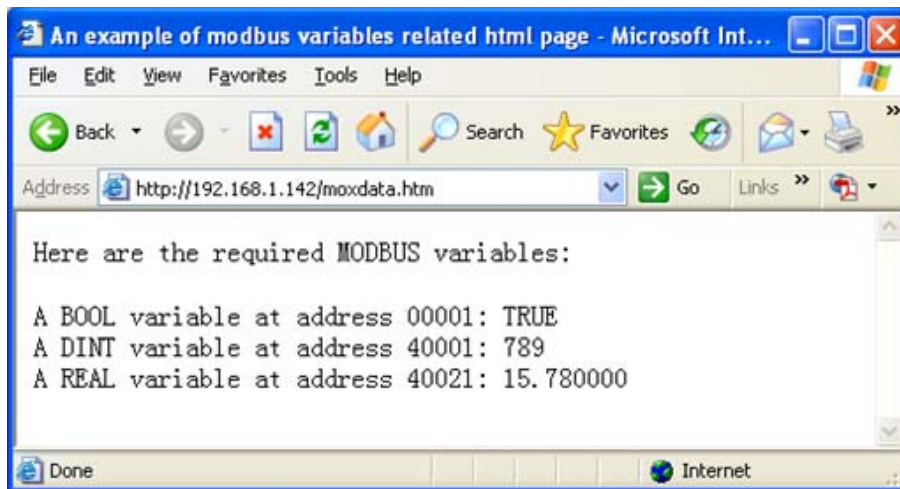 An example of modbus variables related html page - Microsoft Int...
File Edit View Favorites Tools Help
Back Search Favorites »
Address http://192.168.1.142/moxdata.htm Go Links »
Here are the required MODBUS variables:
A BOOL variable at address 00001: TRUE
A DINT variable at address 40001: 789
A REAL variable at address 40021: 15.780000
Done Internet